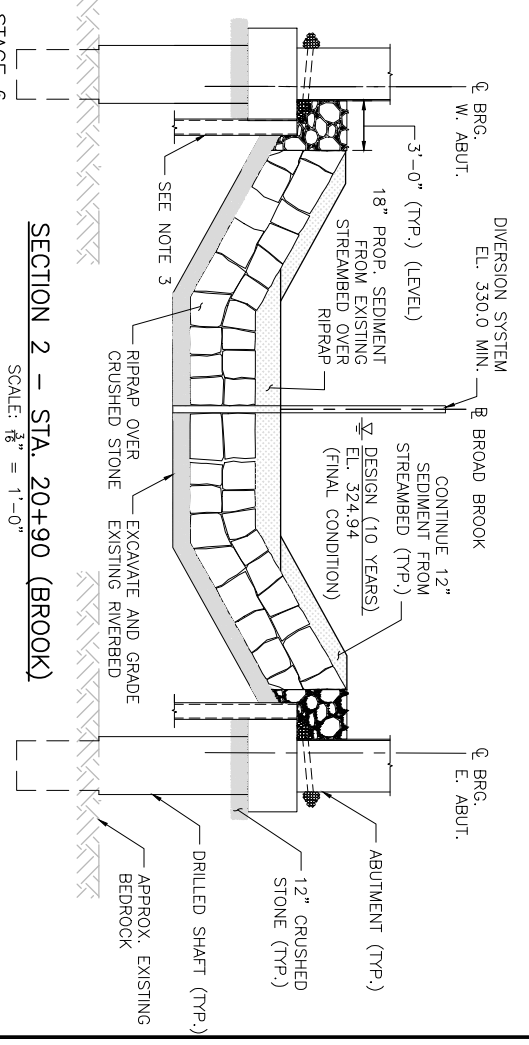 ℄ BRG.
W. ABUT.
3'-0" (TYP.) (LEVEL)
18" PROP. SEDIMENT
FROM EXISTING
STREAMBED OVER
RIPRAP
DIVERSION SYSTEM
EL. 330.0 MIN.
BROAD BROOK
CONTINUE 12"
SEDIMENT FROM
STREAMBED (TYP.)
DESIGN (10 YEARS)
EL. 324.94
(FINAL CONDITION)
℄ BRG.
E. ABUT.
ABUTMENT (TYP.)
12" CRUSHED
STONE (TYP.)
DRILLED SHAFT (TYP.)
APPROX. EXISTING
BEDROCK
SEE NOTE 3
RIPRAP OVER
CRUSHED STONE
EXCAVATE AND GRADE
EXISTING RIVERBED
SECTION 2 - STA. 20+90 (BROOK)
SCALE: 3/16" = 1'-0"